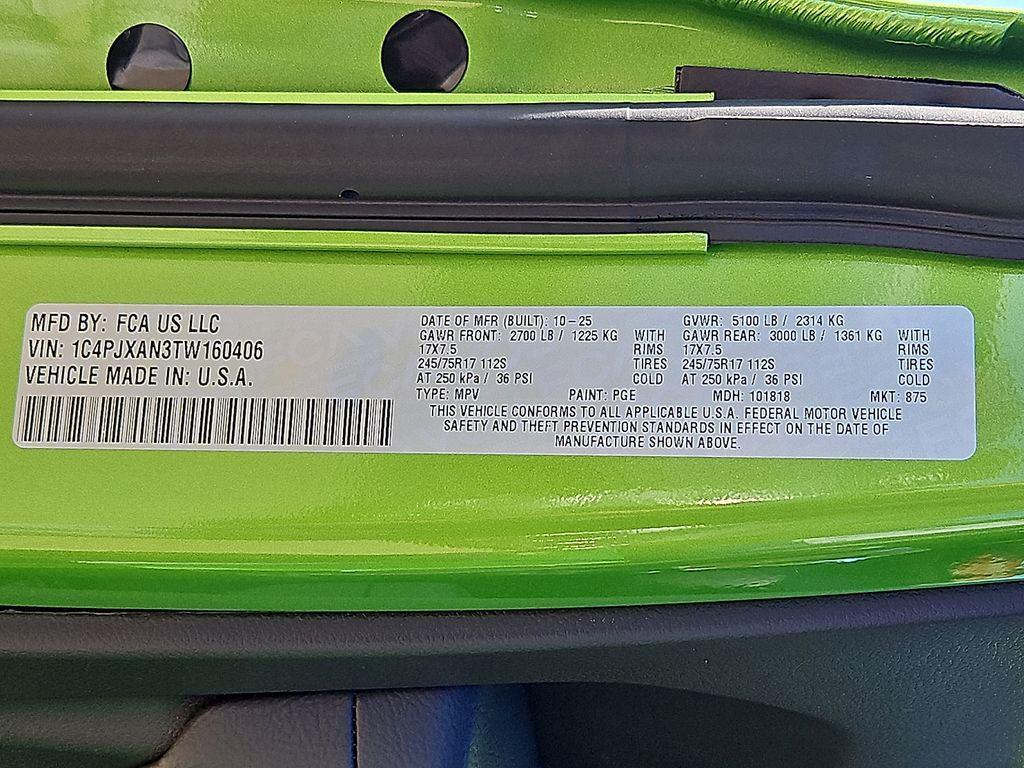 MFD BY: FCA US LLC
VIN: 1C4PJXAN3TW160406
VEHICLE MADE IN: U.S.A.
DATE OF MFR (BUILT): 10-25 GVWR: 5100 LB / 2314 KG
GAWR FRONT: 2700 LB / 1225 KG WITH GAWR REAR: 3000 LB / 1361 KG WITH
17X7.5 RIMS 17X7.5 RIMS
245/75R17 112S TIRES 245/75R17 112S TIRES
AT 250 kPa / 36 PSI COLD AT 250 kPa / 36 PSI COLD
TYPE: MPV PAINT: PGE MDH: 101818 MKT: 875
THIS VEHICLE CONFORMS TO ALL APPLICABLE U.S.A. FEDERAL MOTOR VEHICLE
SAFETY AND THEFT PREVENTION STANDARDS IN EFFECT ON THE DATE OF
MANUFACTURE SHOWN ABOVE.